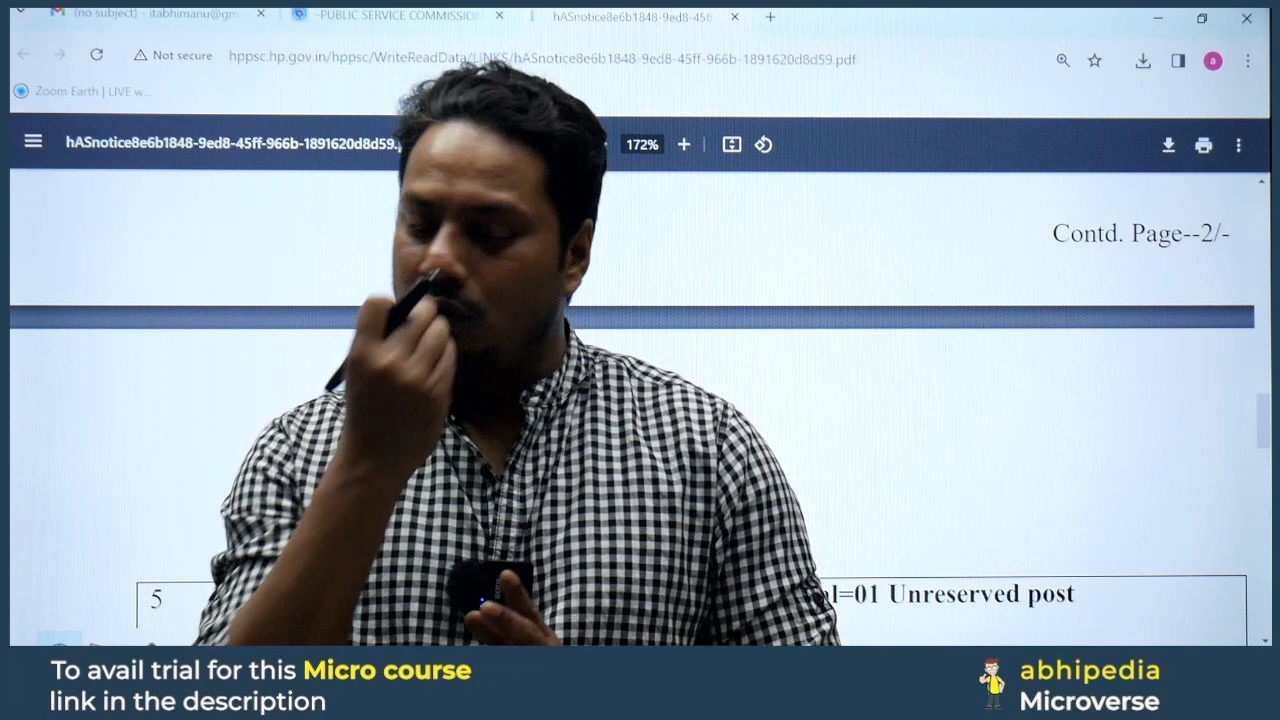 (no subject) - itabhimanu@gm
-PUBLIC SERVICE COMMISSION
hASnotice8e6b1848-9ed8-45ff
Not secure
hppsc.hp.gov.in/hppsc/WriteReadData/LINKS/hASnotice8e6b1848-9ed8-45ff-966b-1891620d8d59.pdf
a
Zoom Earth | LIVE w...
hASnotice8e6b1848-9ed8-45ff-966b-1891620d8d59.
172%
Contd. Page--2/-
5
=01 Unreserved post
To avail trial for this Micro course
link in the description
abhipedia
Microverse